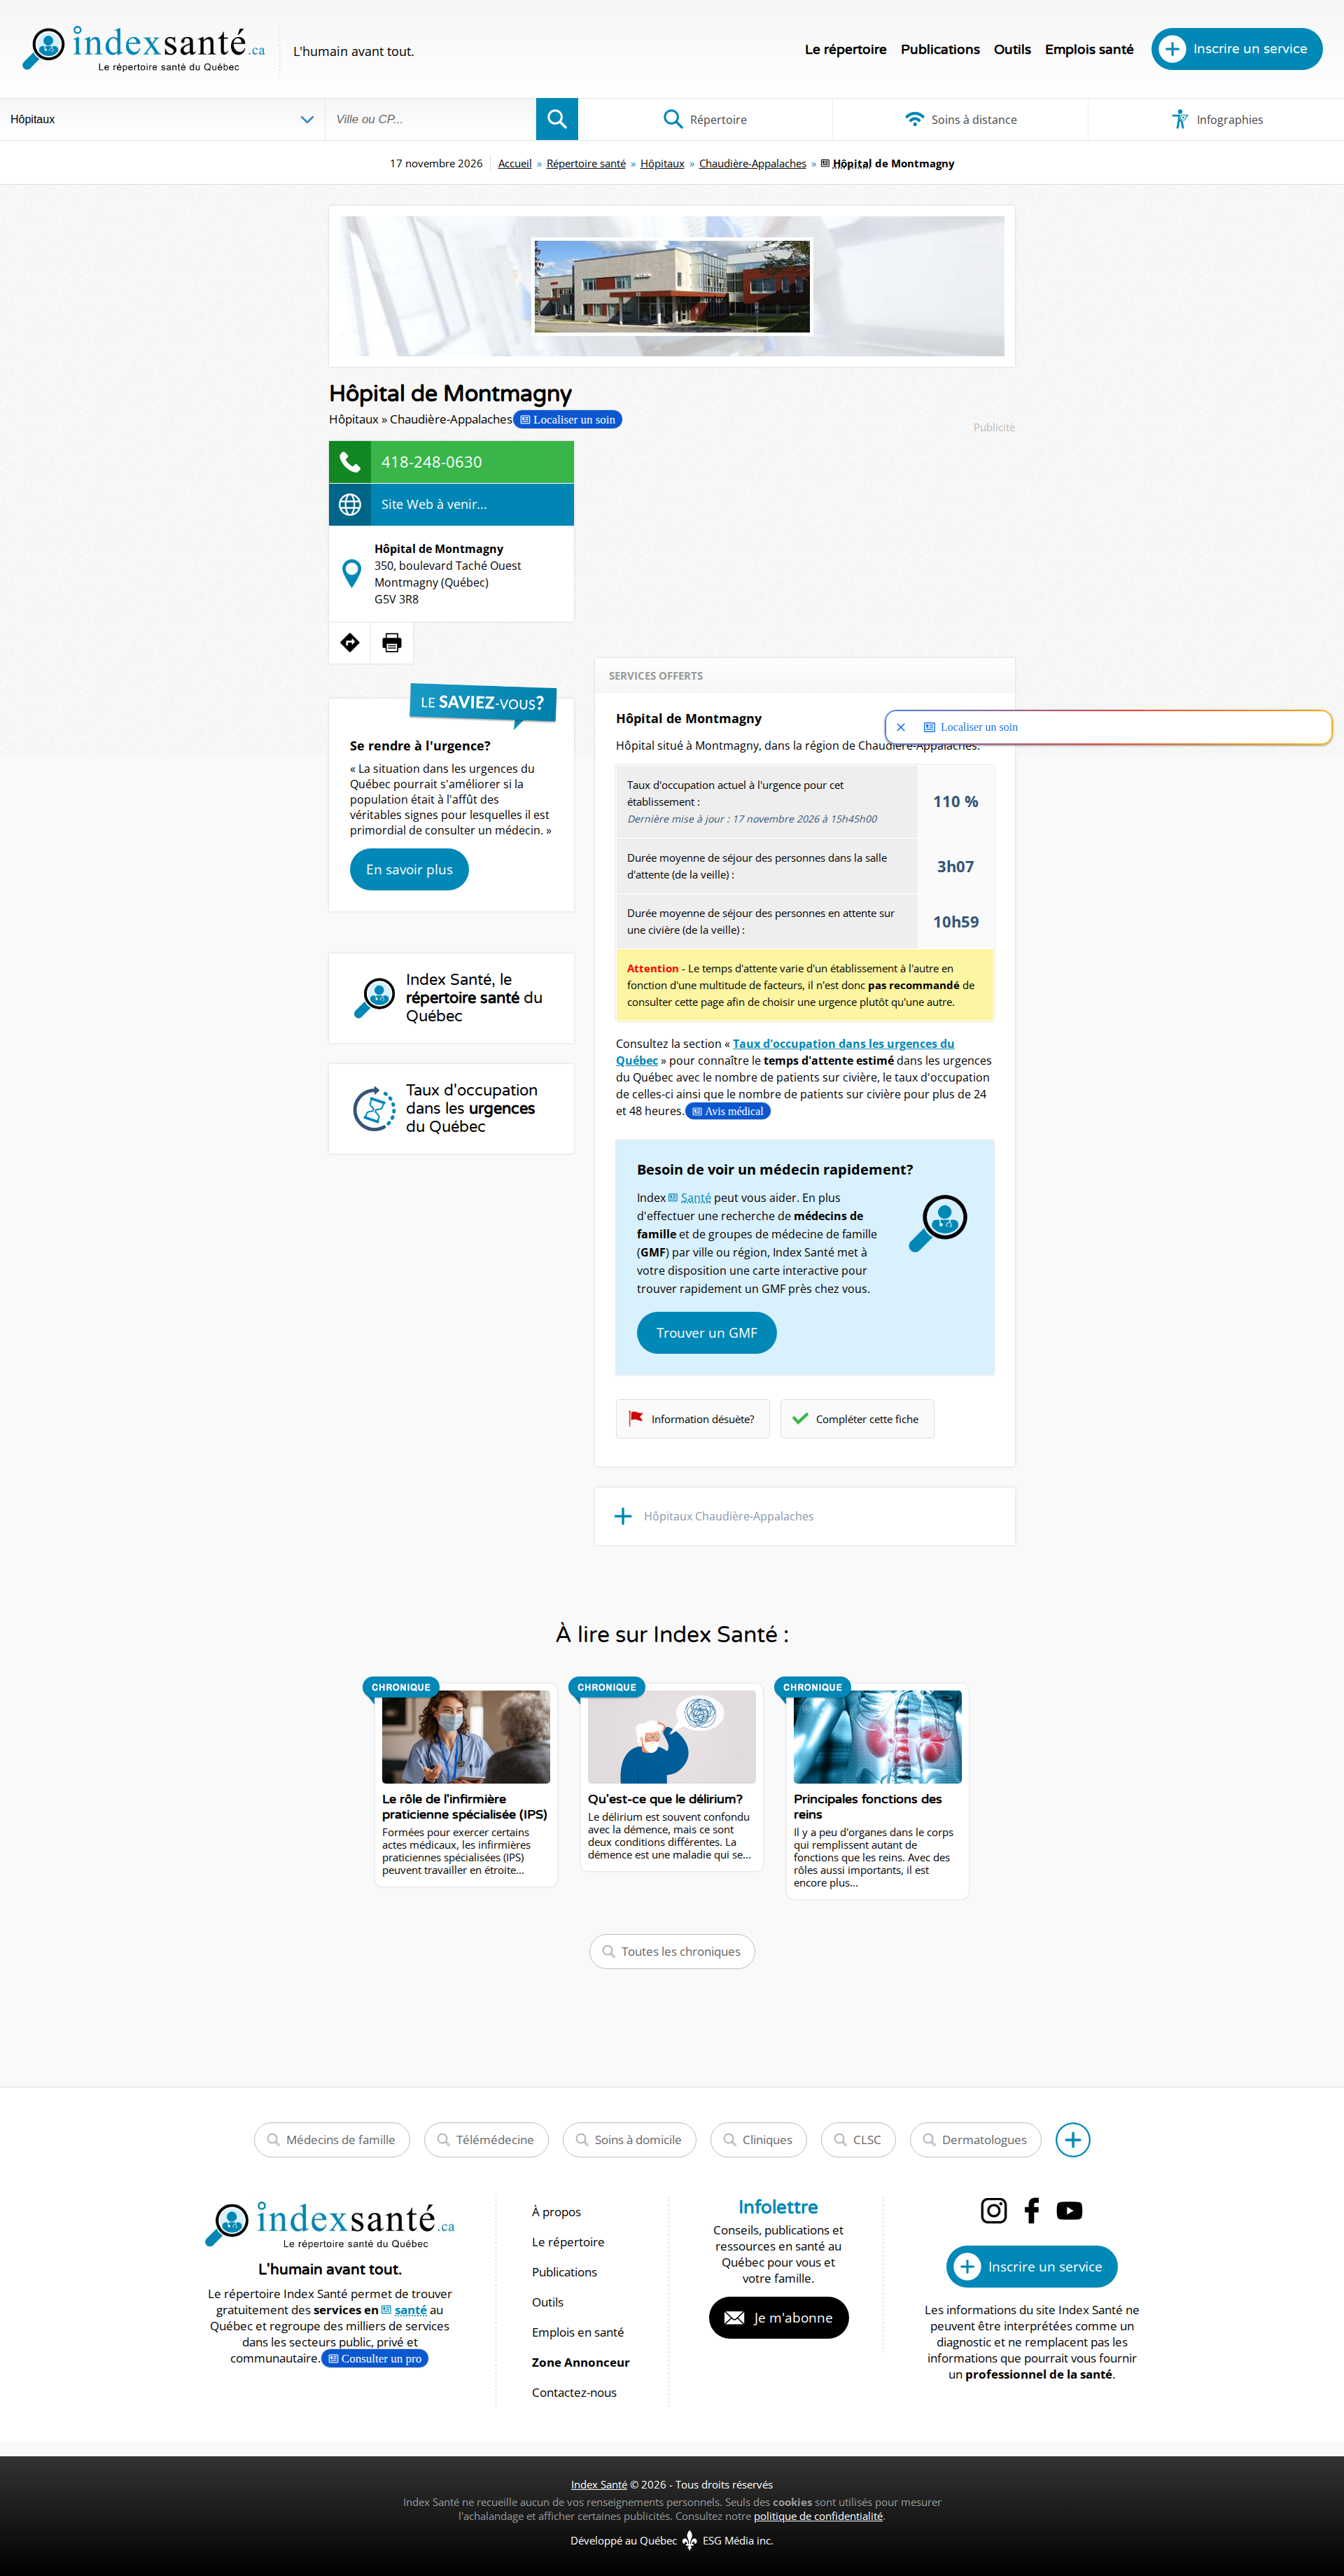 indexsanté.ca
Le répertoire santé du Québec
L'humain avant tout.
Le répertoire
Publications
Outils
Emplois santé
Inscrire un service
Hôpitaux
Ville ou CP...
Répertoire
Soins à distance
Infographies
17 novembre 2026
Accueil » Répertoire santé » Hôpitaux » Chaudière-Appalaches » Hôpital de Montmagny
Hôpital de Montmagny
Hôpitaux » Chaudière-Appalaches Localiser un soin
Publicité
418-248-0630
Site Web à venir...
Hôpital de Montmagny
350, boulevard Taché Ouest
Montmagny (Québec)
G5V 3R8
LE SAVIEZ-VOUS?
Se rendre à l'urgence?
« La situation dans les urgences du
Québec pourrait s'améliorer si la
population était à l'affût des
véritables signes pour lesquelles il est
primordial de consulter un médecin. »
En savoir plus
Index Santé, le
répertoire santé du
Québec
Taux d'occupation
dans les urgences
du Québec
SERVICES OFFERTS
Hôpital de Montmagny
Localiser un soin
Hôpital situé à Montmagny, dans la région de Chaudière-Appalaches.
Taux d'occupation actuel à l'urgence pour cet
établissement :
Dernière mise à jour : 17 novembre 2026 à 15h45h00
110 %
Durée moyenne de séjour des personnes dans la salle
d'attente (de la veille) :
3h07
Durée moyenne de séjour des personnes en attente sur
une civière (de la veille) :
10h59
Attention - Le temps d'attente varie d'un établissement à l'autre en
fonction d'une multitude de facteurs, il n'est donc pas recommandé de
consulter cette page afin de choisir une urgence plutôt qu'une autre.
Consultez la section « Taux d'occupation dans les urgences du
Québec » pour connaître le temps d'attente estimé dans les urgences
du Québec avec le nombre de patients sur civière, le taux d'occupation
de celles-ci ainsi que le nombre de patients sur civière pour plus de 24
et 48 heures. Avis médical
Besoin de voir un médecin rapidement?
Index Santé peut vous aider. En plus
d'effectuer une recherche de médecins de
famille et de groupes de médecine de famille
(GMF) par ville ou région, Index Santé met à
votre disposition une carte interactive pour
trouver rapidement un GMF près chez vous.
Trouver un GMF
Information désuète?
Compléter cette fiche
Hôpitaux Chaudière-Appalaches
À lire sur Index Santé :
CHRONIQUE
Le rôle de l'infirmière
praticienne spécialisée (IPS)
Formées pour exercer certains
actes médicaux, les infirmières
praticiennes spécialisées (IPS)
peuvent travailler en étroite...
CHRONIQUE
Qu'est-ce que le délirium?
Le délirium est souvent confondu
avec la démence, mais ce sont
deux conditions différentes. La
démence est une maladie qui se...
CHRONIQUE
Principales fonctions des
reins
Il y a peu d'organes dans le corps
qui remplissent autant de
fonctions que les reins. Avec des
rôles aussi importants, il est
encore plus...
Toutes les chroniques
Médecins de famille
Télémédecine
Soins à domicile
Cliniques
CLSC
Dermatologues
indexsanté.ca
Le répertoire santé du Québec
L'humain avant tout.
Le répertoire Index Santé permet de trouver
gratuitement des services en santé au
Québec et regroupe des milliers de services
dans les secteurs public, privé et
communautaire. Consulter un pro
À propos
Le répertoire
Publications
Outils
Emplois en santé
Zone Annonceur
Contactez-nous
Infolettre
Conseils, publications et
ressources en santé au
Québec pour vous et
votre famille.
Je m'abonne
Inscrire un service
Les informations du site Index Santé ne
peuvent être interprétées comme un
diagnostic et ne remplacent pas les
informations que pourrait vous fournir
un professionnel de la santé.
Index Santé © 2026 - Tous droits réservés
Index Santé ne recueille aucun de vos renseignements personnels. Seuls des cookies sont utilisés pour mesurer
l'achalandage et afficher certaines publicités. Consultez notre politique de confidentialité.
Développé au Québec ESG Média inc.